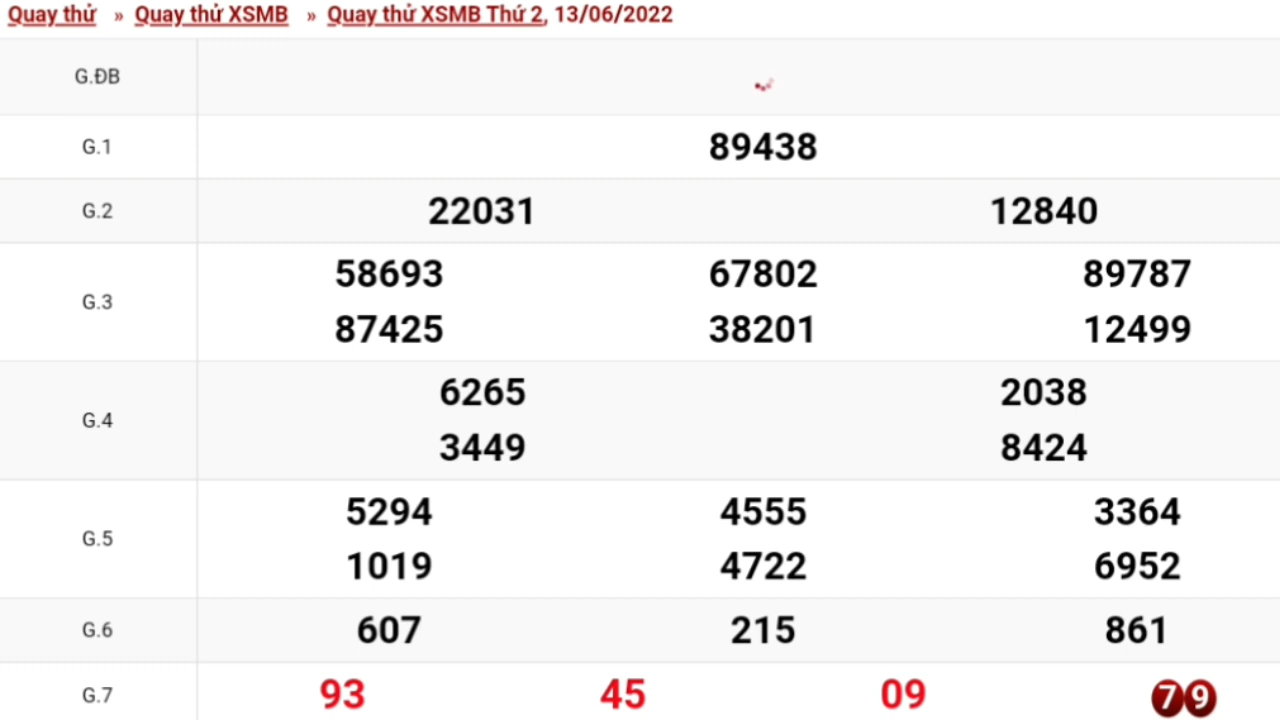 Quay thử » Quay thử XSMB » Quay thử XSMB Thứ 2, 13/06/2022
G.ĐB
G.1 89438
G.2 22031 12840
G.3 58693 67802 89787
87425 38201 12499
G.4 6265 2038
3449 8424
G.5 5294 4555 3364
1019 4722 6952
G.6 607 215 861
G.7 93 45 09 79